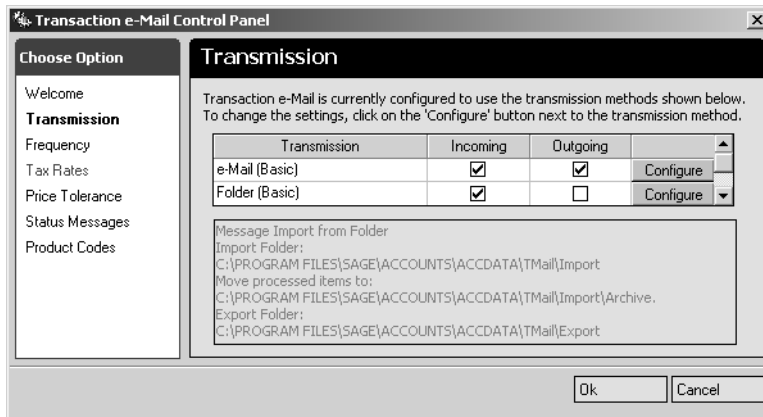 Transaction e-Mail Control Panel
Choose Option
Welcome
Transmission
Frequency
Tax Rates
Price Tolerance
Status Messages
Product Codes
Transmission
Transaction e-Mail is currently configured to use the transmission methods shown below.
To change the settings, click on the 'Configure' button next to the transmission method.
Transmission Incoming Outgoing
e-Mail (Basic) Configure
Folder (Basic) Configure
Message Import from Folder
Import Folder:
C:\PROGRAM FILES\SAGE\ACCOUNTS\ACCDATA\TMail\Import
Move processed items to:
C:\PROGRAM FILES\SAGE\ACCOUNTS\ACCDATA\TMail\Import\Archive.
Export Folder:
C:\PROGRAM FILES\SAGE\ACCOUNTS\ACCDATA\TMail\Export
Ok Cancel